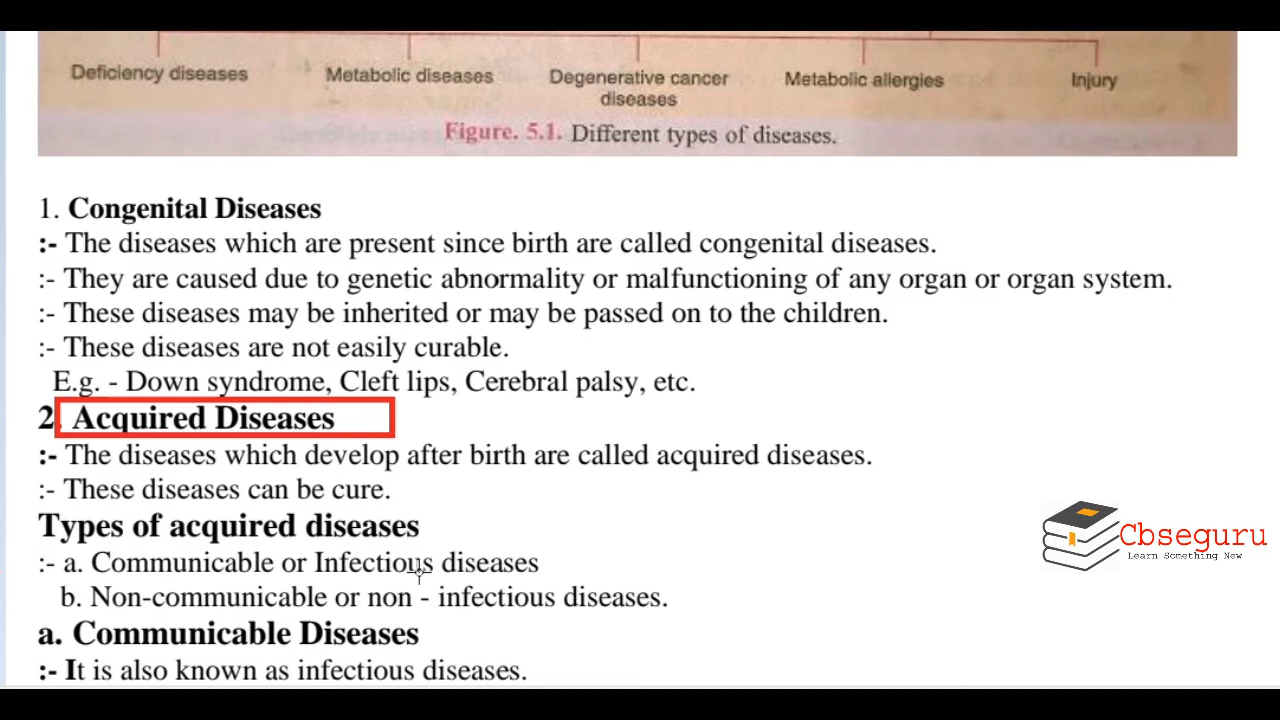 Deficiency diseases Metabolic diseases Degenerative cancer diseases Metabolic allergies Injury
Figure. 5.1. Different types of diseases.
1. Congenital Diseases
:- The diseases which are present since birth are called congenital diseases.
:- They are caused due to genetic abnormality or malfunctioning of any organ or organ system.
:- These diseases may be inherited or may be passed on to the children.
:- These diseases are not easily curable.
E.g. - Down syndrome, Cleft lips, Cerebral palsy, etc.
2. Acquired Diseases
:- The diseases which develop after birth are called acquired diseases.
:- These diseases can be cure.
Types of acquired diseases
:- a. Communicable or Infectious diseases
b. Non-communicable or non - infectious diseases.
a. Communicable Diseases
:- It is also known as infectious diseases.
Cbseguru
Learn Something New